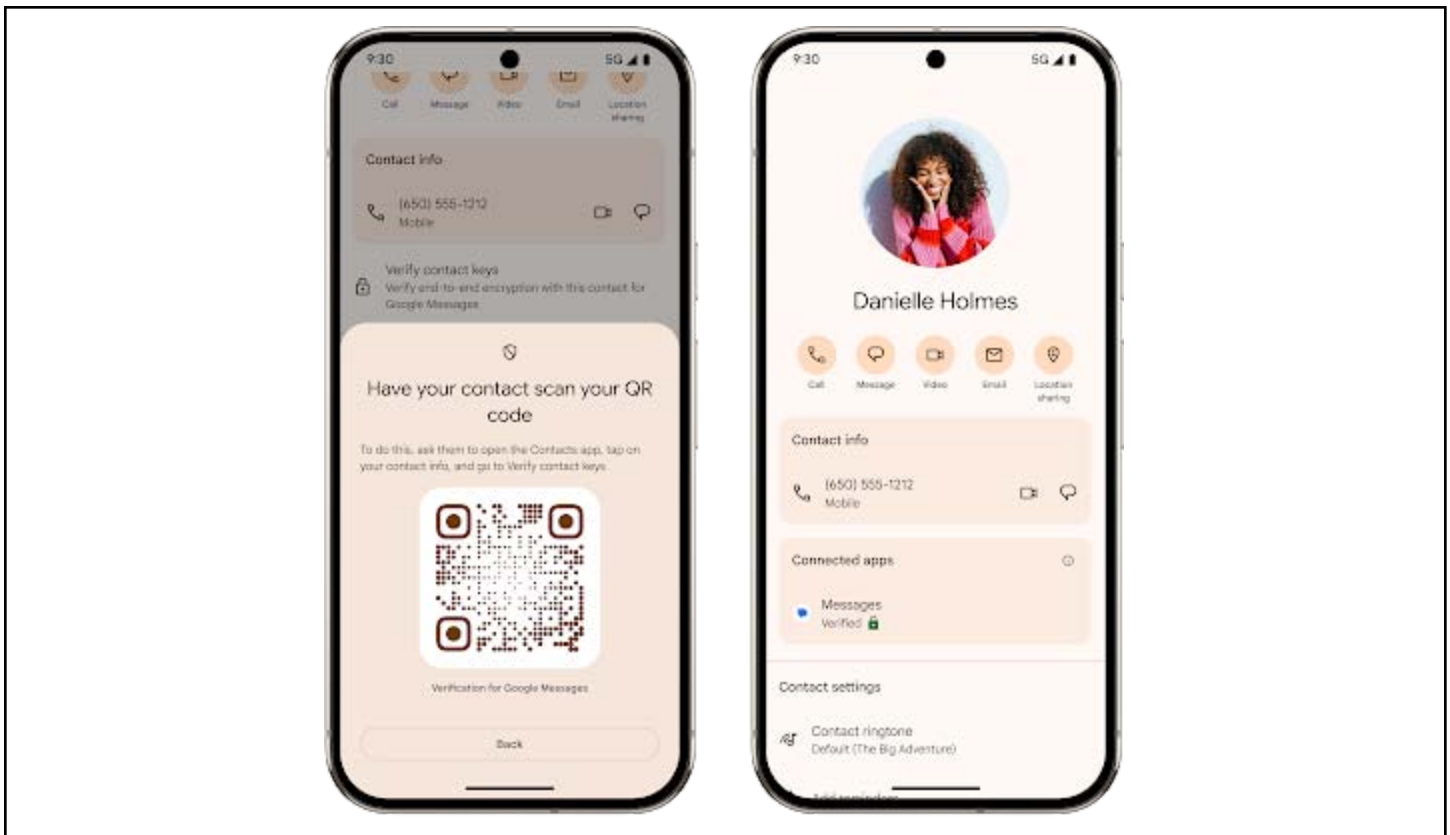 9:30
5G
Call
Message
Video
Email
Location
sharing
Contact info
(650) 555-1212
Mobile
Verify contact keys
Verify end-to-end encryption with this contact for
Google Messages
Have your contact scan your QR
code
To do this, ask them to open the Contacts app, tap on
your contact info, and go to Verify contact keys.
Verification for Google Messages
Back
9:30
5G
Danielle Holmes
Call
Message
Video
Email
Location
sharing
Contact info
(650) 555-1212
Mobile
Connected apps
Messages
Verified
Contact settings
Contact ringtone
Default (The Big Adventure)
Add reminders